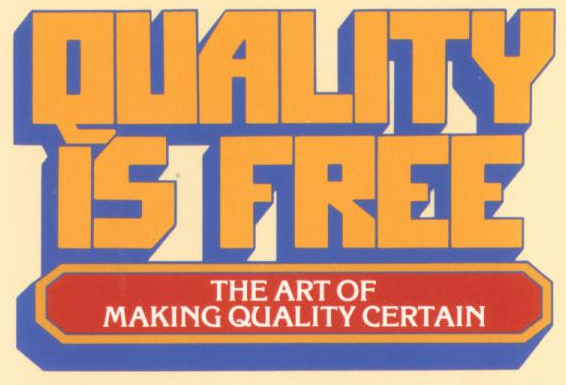 QUALITY
IS FREE
THE ART OF
MAKING QUALITY CERTAIN